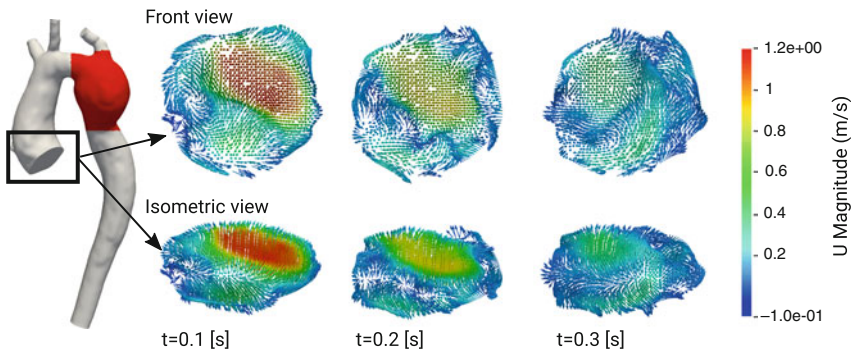 Front view
Isometric view
t=0.1 [s]
t=0.2 [s]
t=0.3 [s]
1.2e+00
1
0.8
0.6
0.4
0.2
−1.0e-01
U Magnitude (m/s)